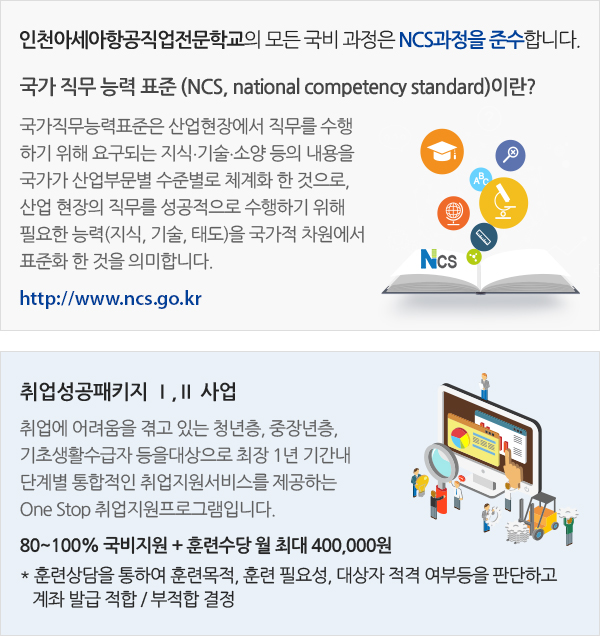 인천아세아항공직업전문학교의 모든 국비 과정은 NCS과정을 준수합니다.
국가 직무 능력 표준 (NCS, national competency standard)이란?
국가직무능력표준은 산업현장에서 직무를 수행
하기 위해 요구되는 지식·기술·소양 등의 내용을
국가가 산업부문별 수준별로 체계화 한 것으로,
산업 현장의 직무를 성공적으로 수행하기 위해
필요한 능력(지식, 기술, 태도)을 국가적 차원에서
표준화 한 것을 의미합니다.
http://www.ncs.go.kr
A B C
NCS
취업성공패키지 Ⅰ,Ⅱ 사업
취업에 어려움을 겪고 있는 청년층, 중장년층,
기초생활수급자 등을대상으로 최장 1년 기간내
단계별 통합적인 취업지원서비스를 제공하는
One Stop 취업지원프로그램입니다.
80~100% 국비지원 + 훈련수당 월 최대 400,000원
* 훈련상담을 통하여 훈련목적, 훈련 필요성, 대상자 적격 여부등을 판단하고
계좌 발급 적합 / 부적합 결정